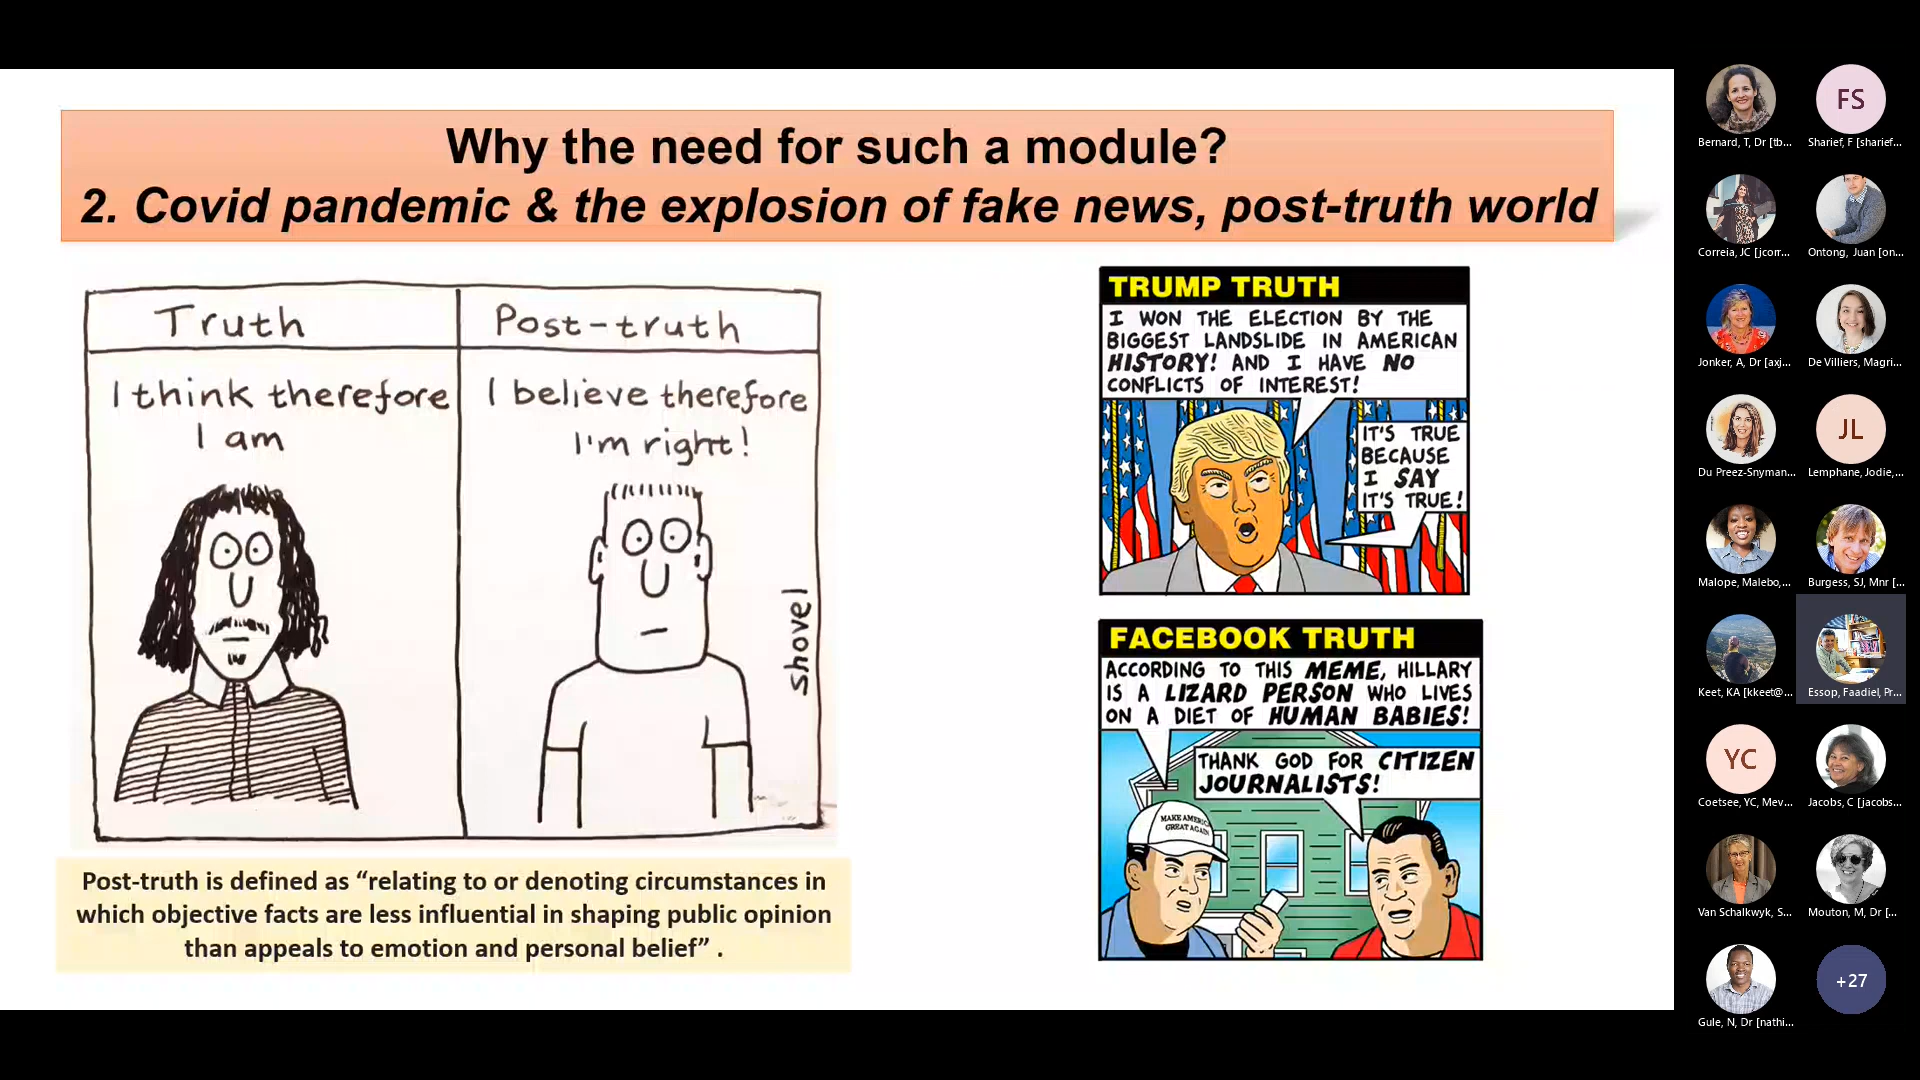 Why the need for such a module?
2. Covid pandemic & the explosion of fake news, post-truth world
Truth
Post-truth
I think therefore
I am
I believe therefore
I'm right!
shovel
Post-truth is defined as “relating to or denoting circumstances in
which objective facts are less influential in shaping public opinion
than appeals to emotion and personal belief” .
TRUMP TRUTH
I WON THE ELECTION BY THE
BIGGEST LANDSLIDE IN AMERICAN
HISTORY! AND I HAVE NO
CONFLICTS OF INTEREST!
IT'S TRUE
BECAUSE
I SAY
IT'S TRUE!
FACEBOOK TRUTH
ACCORDING TO THIS MEME, HILLARY
IS A LIZARD PERSON WHO LIVES
ON A DIET OF HUMAN BABIES!
THANK GOD FOR CITIZEN
JOURNALISTS!
MAKE AMERICA
GREAT AGAIN
Bernard, T, Dr [tb...
FS
Sharief, F [sharief...
Correia, JC [jcorr...
Ontong, Juan [on...
Jonker, A, Dr [axj...
De Villiers, Magri...
Du Preez-Snyman...
JL
Lemphane, Jodie,...
Malope, Malebo,...
Burgess, SJ, Mnr [...
Keet, KA [kkeet@...
Essop, Faadiel, Pr...
YC
Coetsee, YC, Mev...
Jacobs, C [jacobs...
Van Schalkwyk, S...
Mouton, M, Dr [...
Gule, N, Dr [nathi...
+27